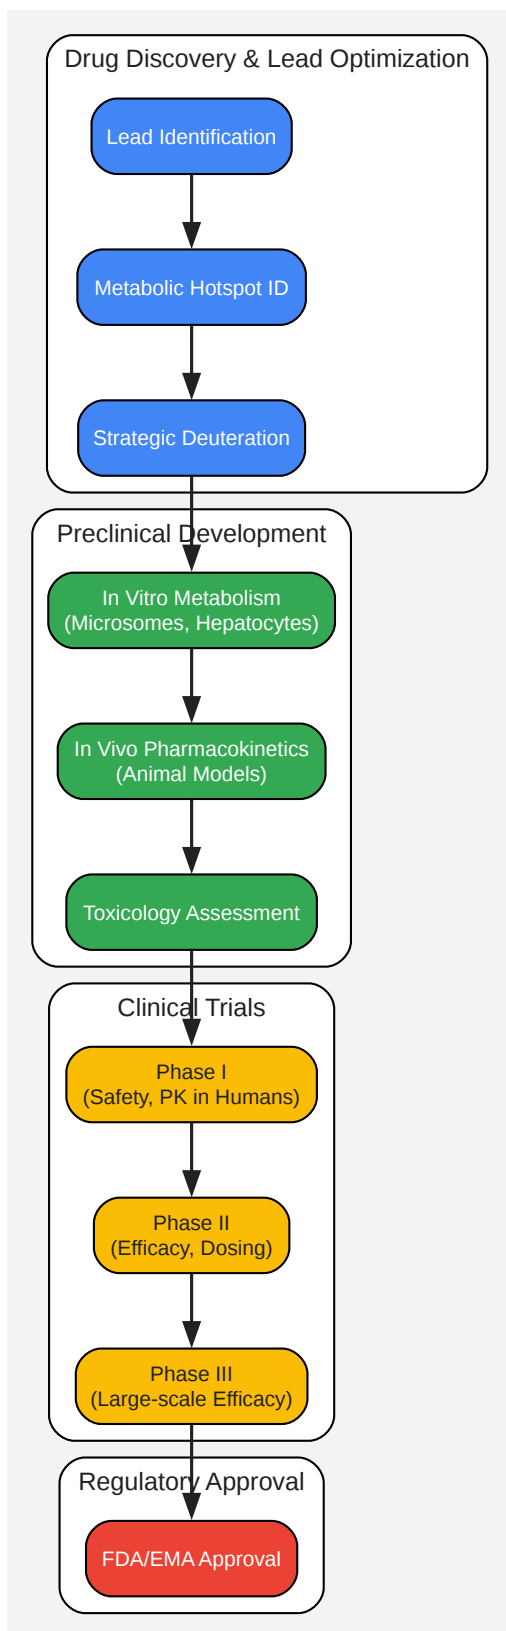 Drug Discovery & Lead Optimization
Lead Identification
Metabolic Hotspot ID
Strategic Deuteration
Preclinical Development
In Vitro Metabolism
(Microsomes, Hepatocytes)
In Vivo Pharmacokinetics
(Animal Models)
Toxicology Assessment
Clinical Trials
Phase I
(Safety, PK in Humans)
Phase II
(Efficacy, Dosing)
Phase III
(Large-scale Efficacy)
Regulatory Approval
FDA/EMA Approval